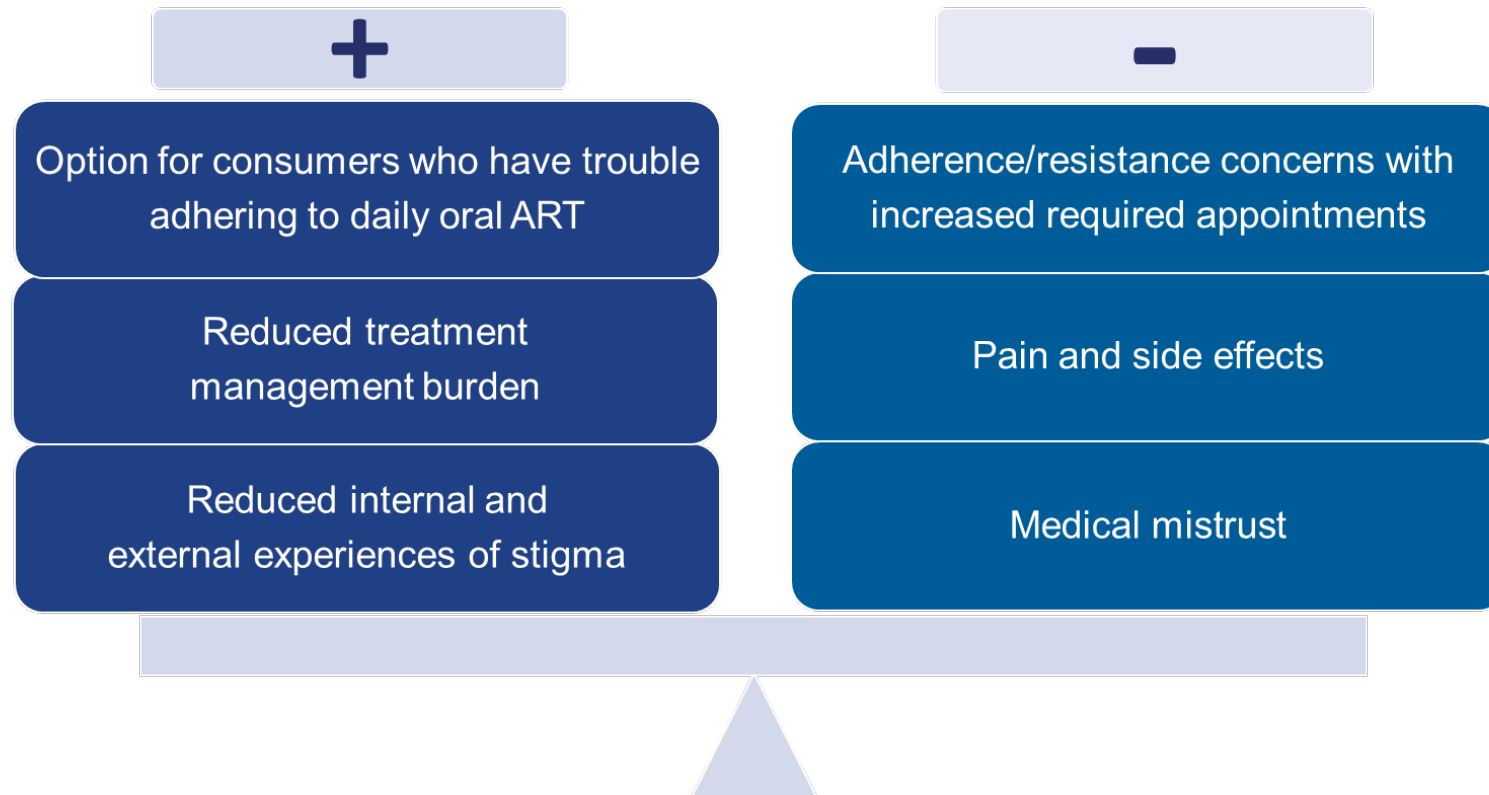 +
Option for consumers who have trouble
adhering to daily oral ART
Reduced treatment
management burden
Reduced internal and
external experiences of stigma
-
Adherence/resistance concerns with
increased required appointments
Pain and side effects
Medical mistrust